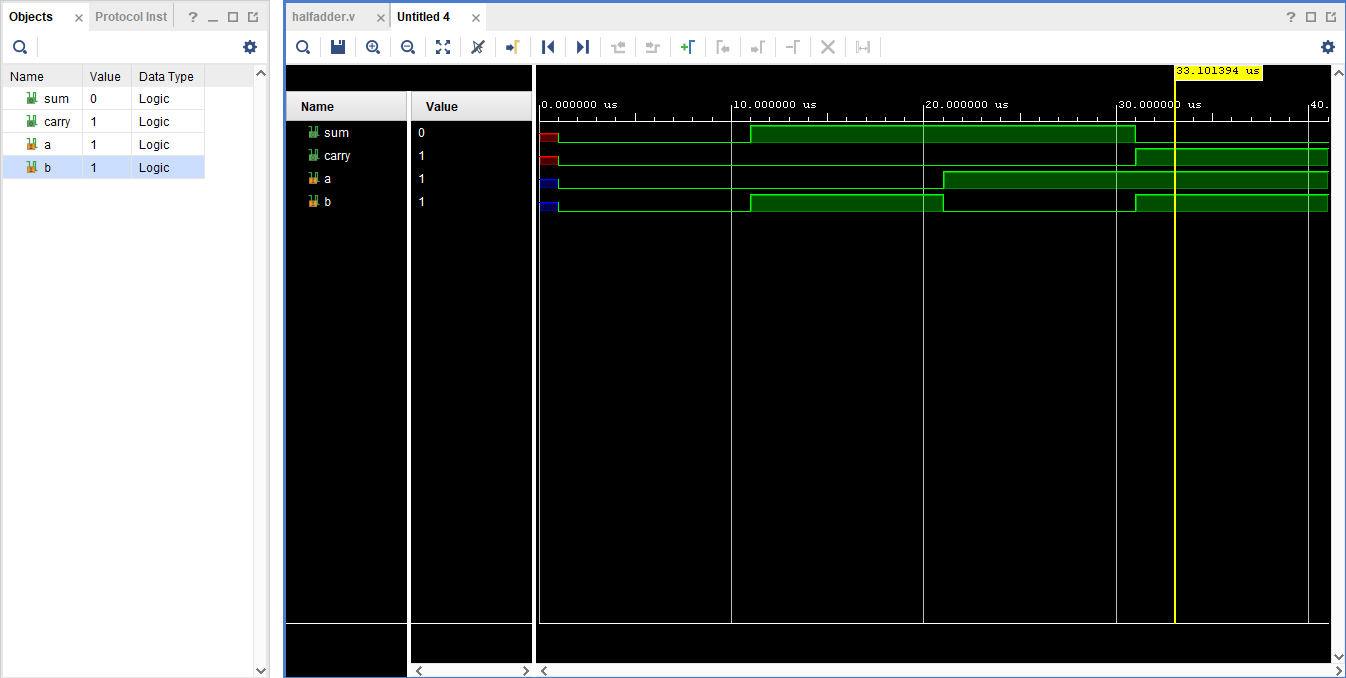 Objects × Protocol Inst ?
Name Value Data Type
sum 0 Logic
carry 1 Logic
a 1 Logic
b 1 Logic
halfadder.v × Untitled 4 × ?
33.101394 us
Name Value
0.000000 us 10.000000 us 20.000000 us 30.000000 us 40.
sum 0
carry 1
a 1
b 1